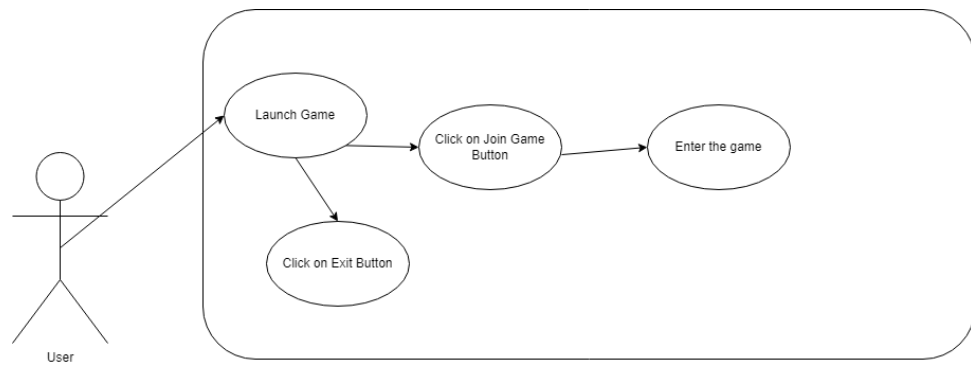 Launch Game
Click on Join Game
Button
Enter the game
Click on Exit Button
User